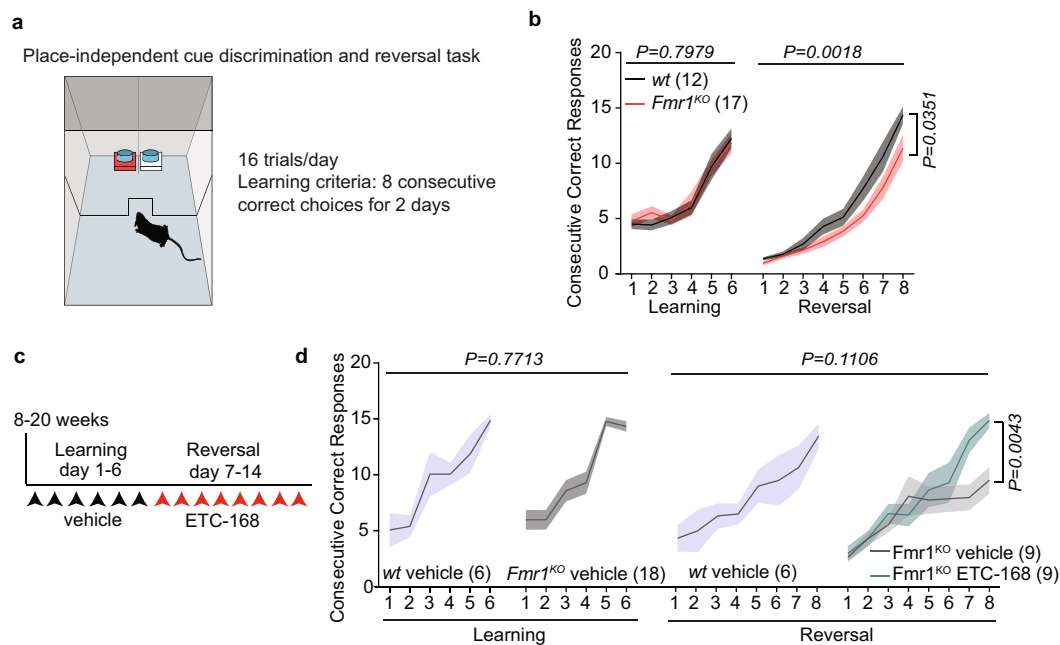 a
Place-independent cue discrimination and reversal task
16 trials/day
Learning criteria: 8 consecutive
correct choices for 2 days
b
Consecutive Correct Responses
20
15
10
5
0
P=0.7979
P=0.0018
wt (12)
Fmr1KO (17)
P=0.0351
1 2 3 4 5 6
1 2 3 4 5 6 7 8
Learning
Reversal
c
8-20 weeks
Learning
day 1-6
Reversal
day 7-14
vehicle
ETC-168
d
Consecutive Correct Responses
20
15
10
5
0
P=0.7713
P=0.1106
P=0.0043
wt vehicle (6)
Fmr1KO vehicle (18)
wt vehicle (6)
Fmr1KO vehicle (9)
Fmr1KO ETC-168 (9)
1 2 3 4 5 6
1 2 3 4 5 6
1 2 3 4 5 6 7 8
1 2 3 4 5 6 7 8
Learning
Reversal